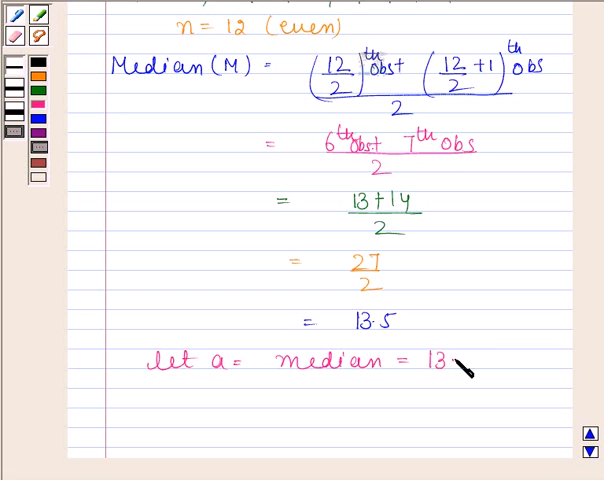 n = 12 (even)
Median (M) = ((12/2)th Obs + (12/2 + 1)th Obs)/2
= (6th Obs + 7th Obs)/2
= (13 + 14)/2
= 27/2
= 13.5
let a = median = 13.